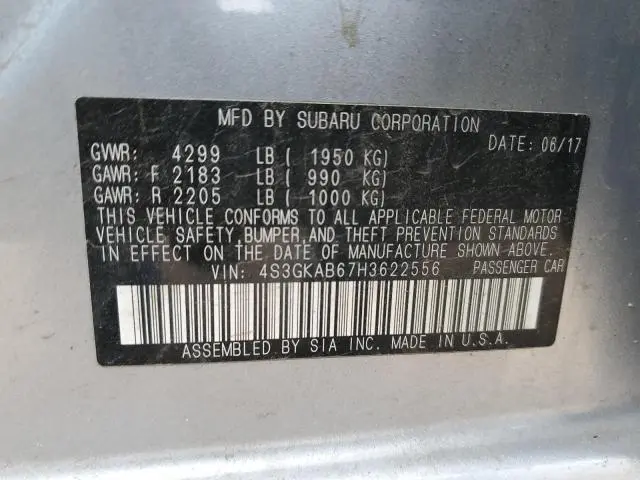 MFD BY SUBARU CORPORATION
DATE: 06/17
GVWR: 4299 LB ( 1950 KG)
GAWR: F 2183 LB ( 990 KG)
GAWR: R 2205 LB ( 1000 KG)
THIS VEHICLE CONFORMS TO ALL APPLICABLE FEDERAL MOTOR
VEHICLE SAFETY, BUMPER AND THEFT PREVENTION STANDARDS
IN EFFECT ON THE DATE OF MANUFACTURE SHOWN ABOVE.
VIN: 4S3GKAB67H3622556 PASSENGER CAR
ASSEMBLED BY SIA INC. MADE IN U.S.A.